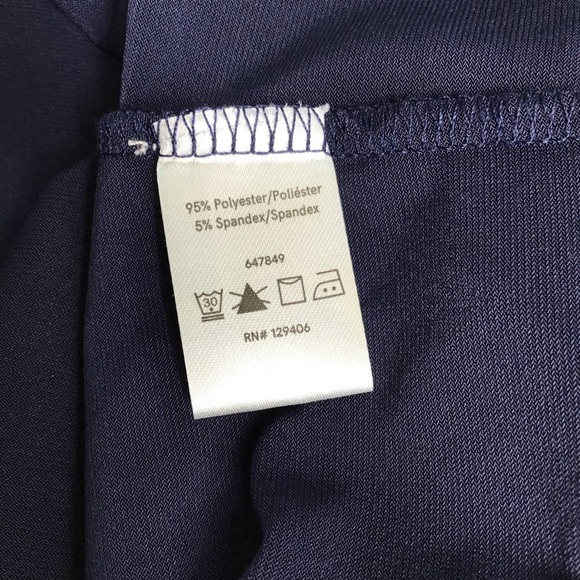 95% Polyester/Poliéster
5% Spandex/Spandex
647849
30
RN# 129406